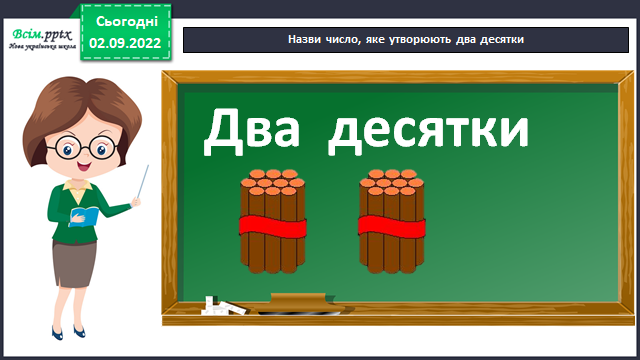 Всім.pptx
Нова українська школа
Сьогодні
02.09.2022
Назви число, яке утворюють два десятки
Два десятки